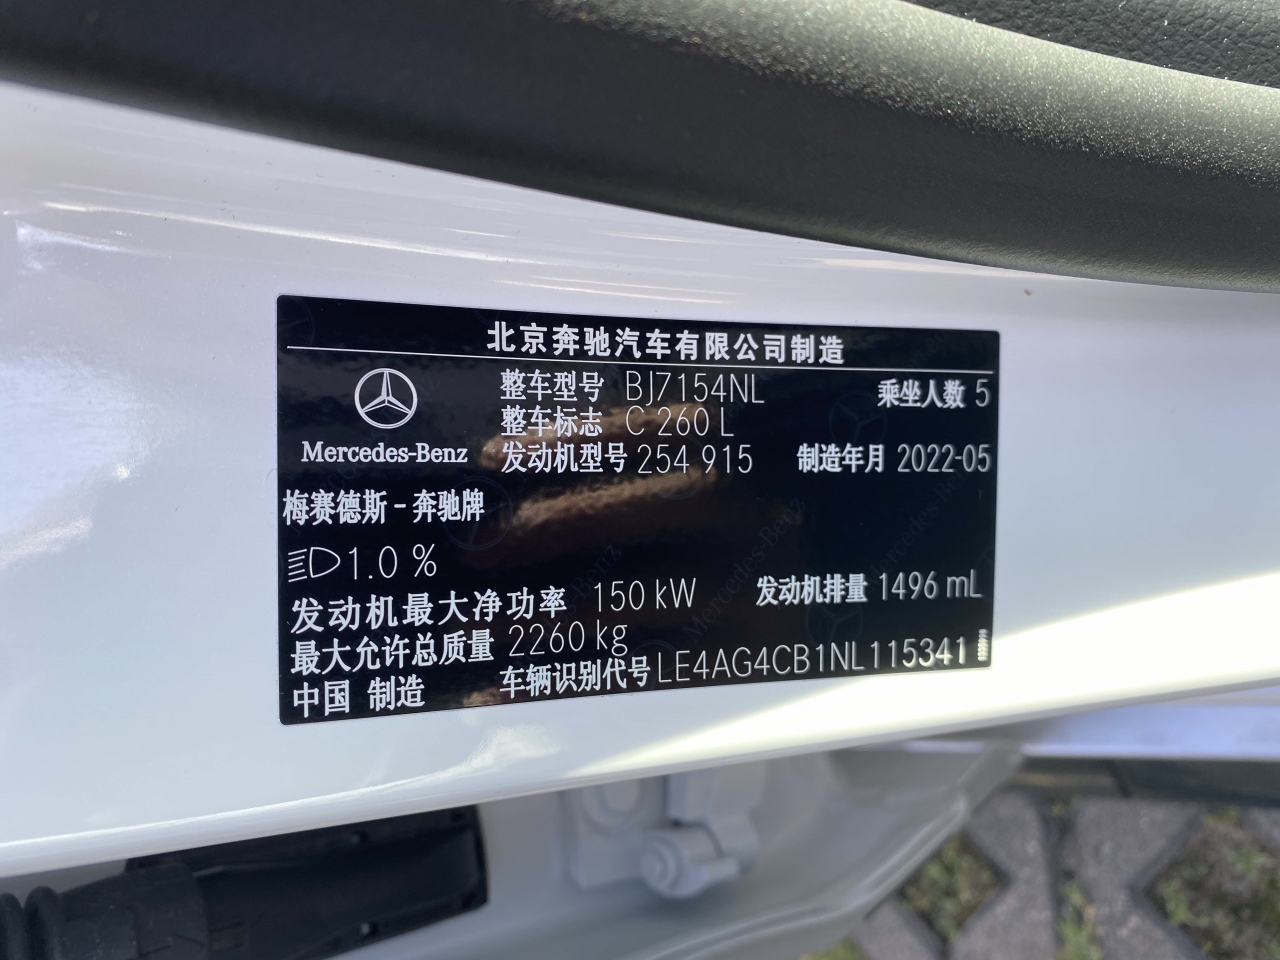 北京奔驰汽车有限公司制造
整车型号 BJ7154NL 乘坐人数 5
整车标志 C 260 L
Mercedes-Benz 发动机型号 254 915 制造年月 2022-05
梅赛德斯-奔驰牌
1.0 %
发动机最大净功率 150 kW 发动机排量 1496 mL
最大允许总质量 2260 kg
中国 制造 车辆识别代号 LE4AG4CB1NL115341